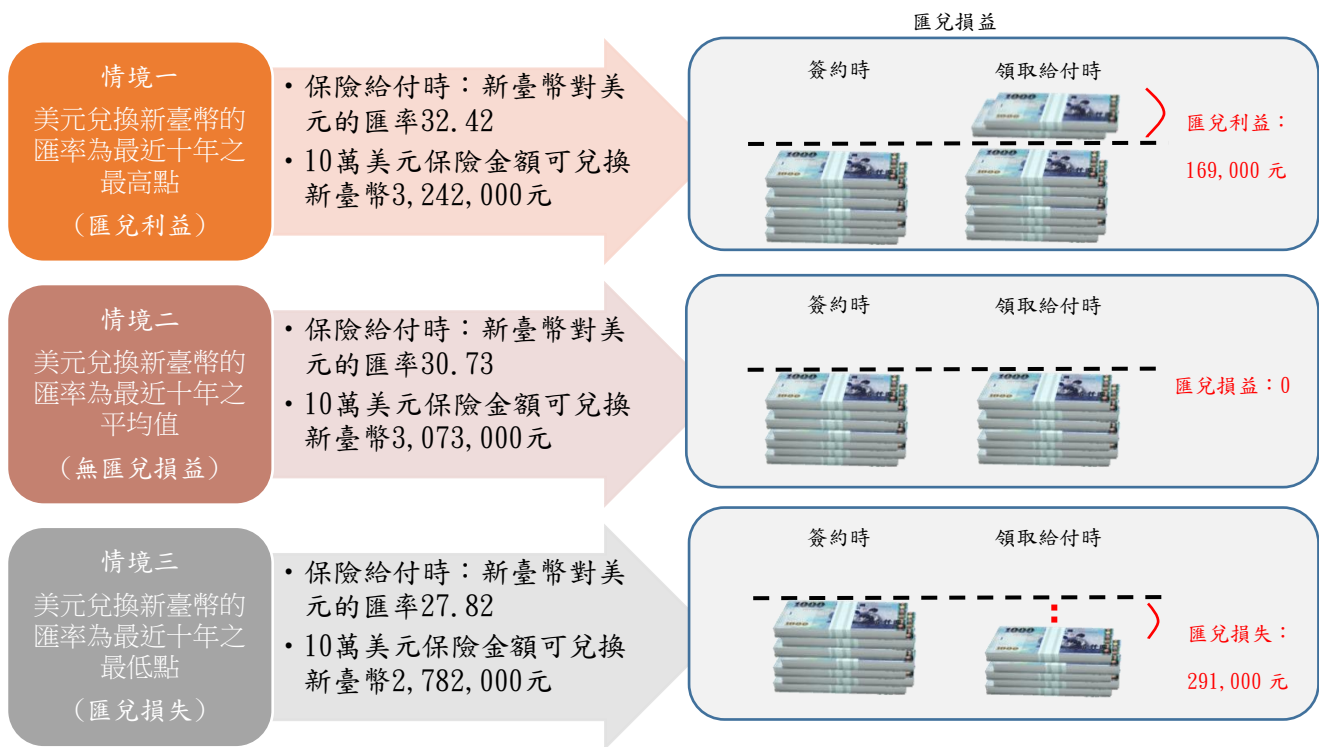 匯兌損益
情境一
美元兌換新臺幣的
匯率為最近十年之
最高點
(匯兌利益)
•保險給付時：新臺幣對美
元的匯率32.42
•10萬美元保險金額可兌換
新臺幣3,242,000元
簽約時
領取給付時
匯兌利益：
169,000 元
情境二
美元兌換新臺幣的
匯率為最近十年之
平均值
(無匯兌損益)
•保險給付時：新臺幣對美
元的匯率30.73
•10萬美元保險金額可兌換
新臺幣3,073,000元
簽約時
領取給付時
匯兌損益：0
情境三
美元兌換新臺幣的
匯率為最近十年之
最低點
(匯兌損失)
•保險給付時：新臺幣對美
元的匯率27.82
•10萬美元保險金額可兌換
新臺幣2,782,000元
簽約時
領取給付時
匯兌損失：
291,000 元